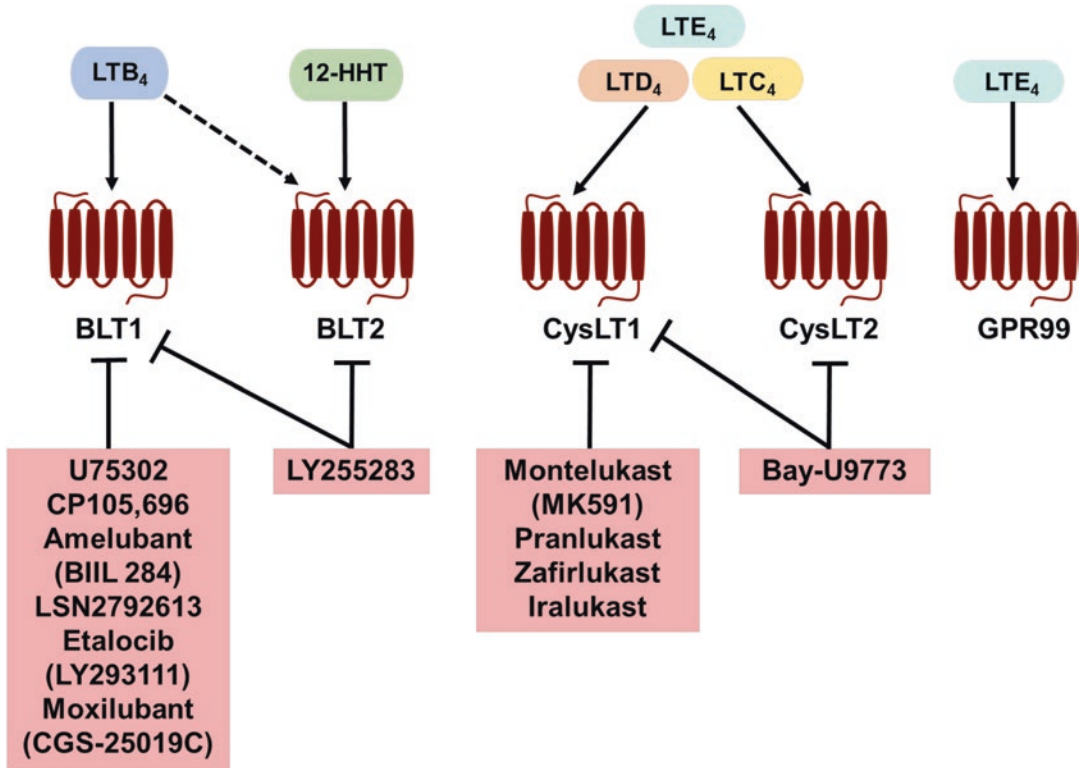 LTE₄
LTB₄
12-HHT
LTD₄
LTC₄
LTE₄
BLT1
BLT2
CysLT1
CysLT2
GPR99
U75302
CP105,696
Amelubant
(BIIL 284)
LSN2792613
Etalocib
(LY293111)
Moxilubant
(CGS-25019C)
LY255283
Montelukast
(MK591)
Pranlukast
Zafirlukast
Iralukast
Bay-U9773